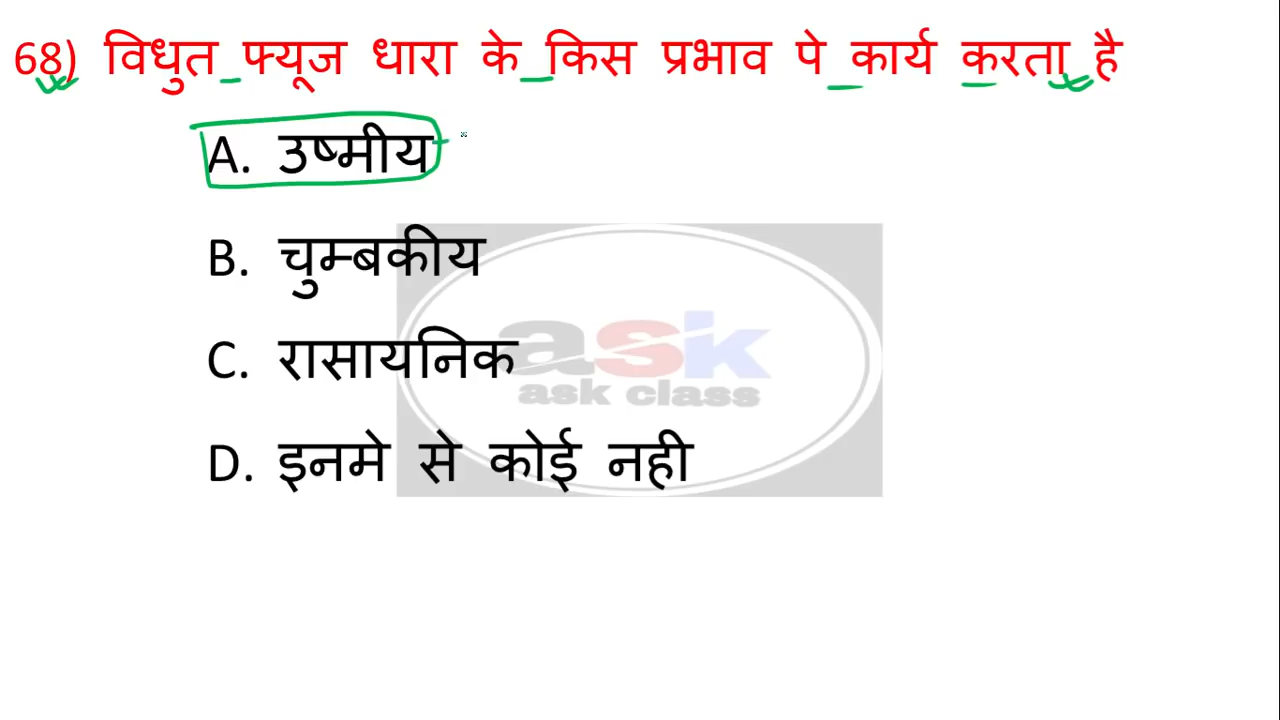 68) विधुत फ्यूज धारा के किस प्रभाव पे कार्य करता है
A. उष्मीय
B. चुम्बकीय
C. रासायनिक
D. इनमे से कोई नही
ask
ask class